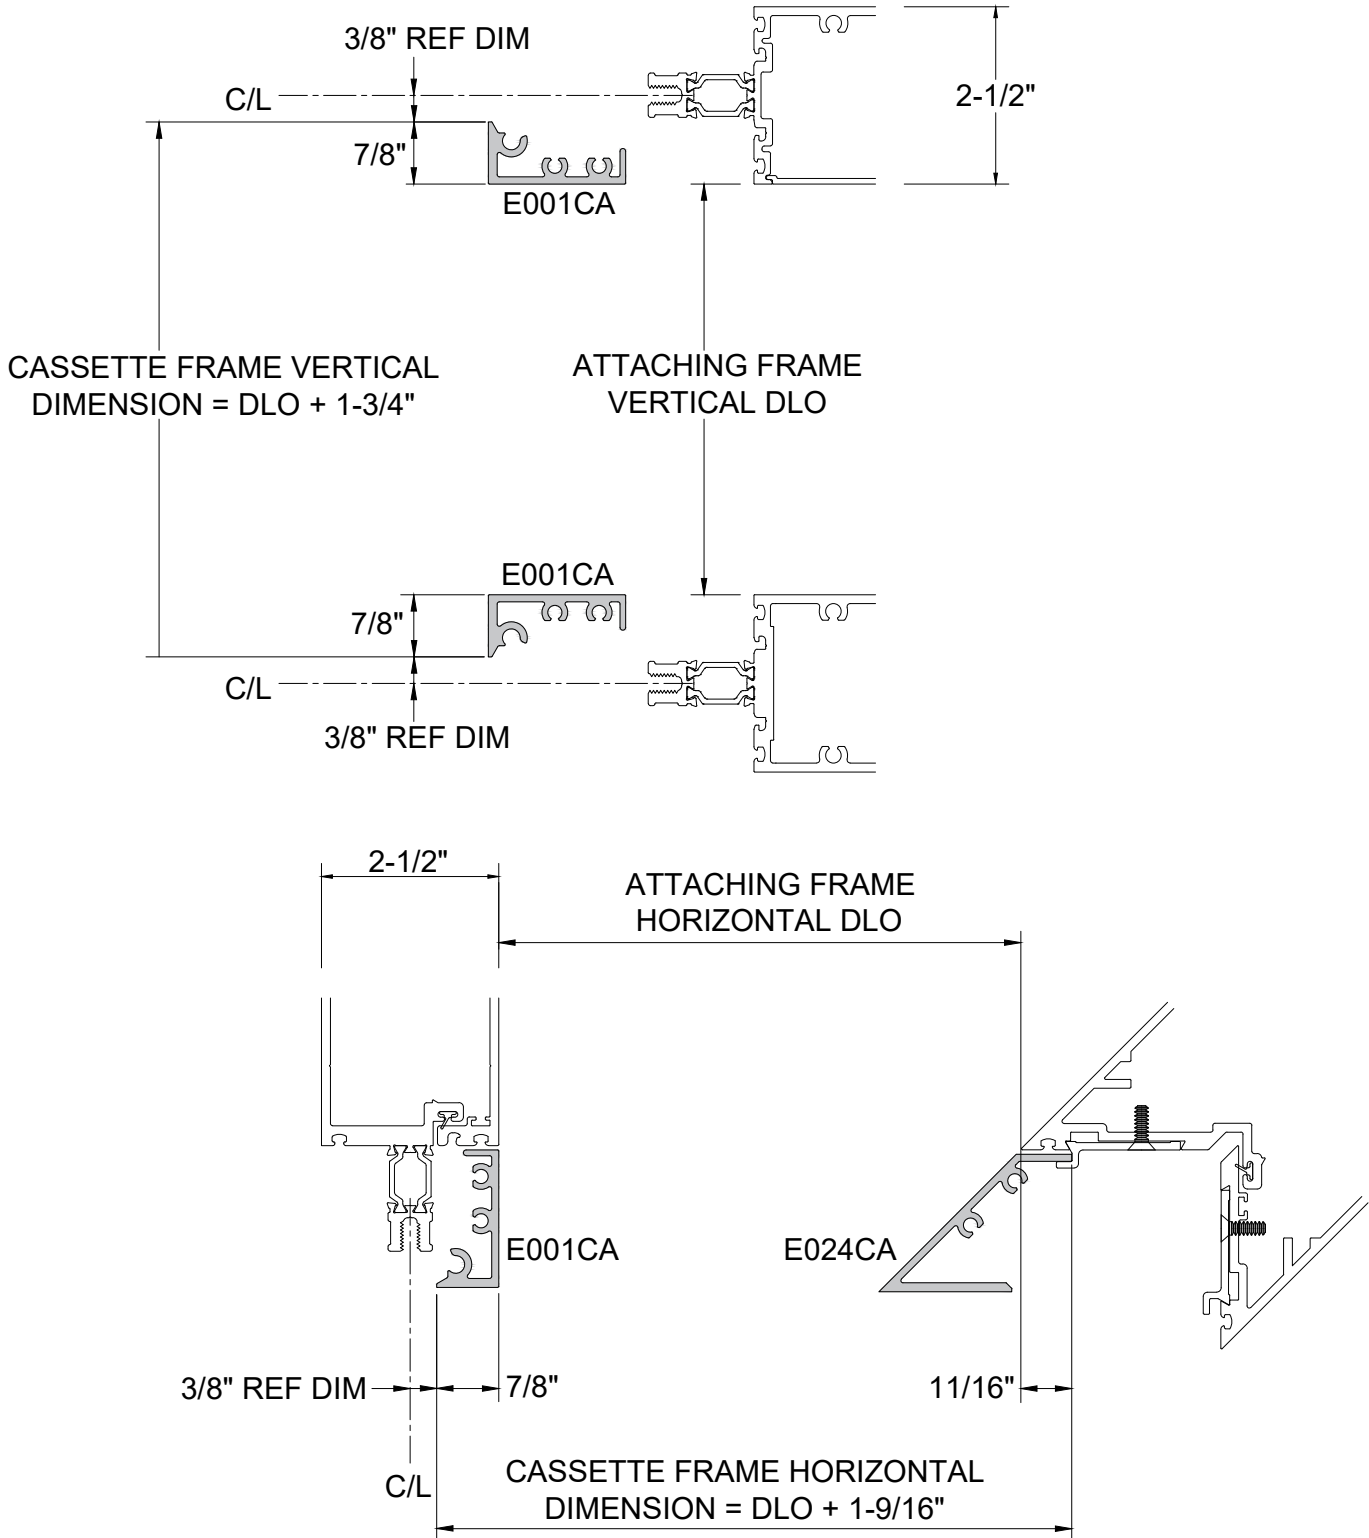 3/8" REF DIM
C/L
2-1/2"
7/8"
E001CA
CASSETTE FRAME VERTICAL
DIMENSION = DLO + 1-3/4"
ATTACHING FRAME
VERTICAL DLO
E001CA
7/8"
C/L
3/8" REF DIM
2-1/2"
ATTACHING FRAME
HORIZONTAL DLO
E001CA
E024CA
3/8" REF DIM
7/8"
11/16"
C/L
CASSETTE FRAME HORIZONTAL
DIMENSION = DLO + 1-9/16"